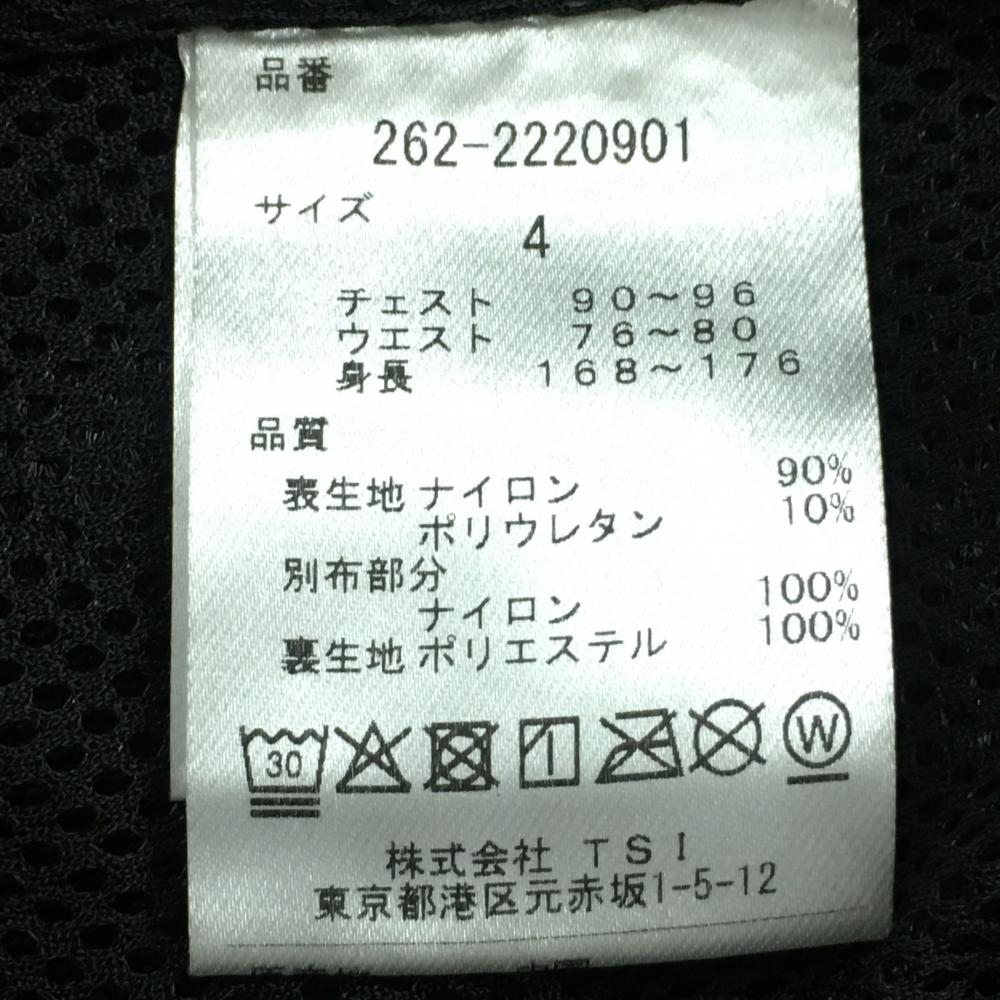 品番
262-2220901
サイズ
4
チェスト 90～96
ウエスト 76～80
身長 168～176
品質
表生地 ナイロン 90%
ポリウレタン 10%
別布部分
ナイロン 100%
裏生地 ポリエステル 100%
30 W
株式会社 TSI
東京都港区元赤坂1-5-12